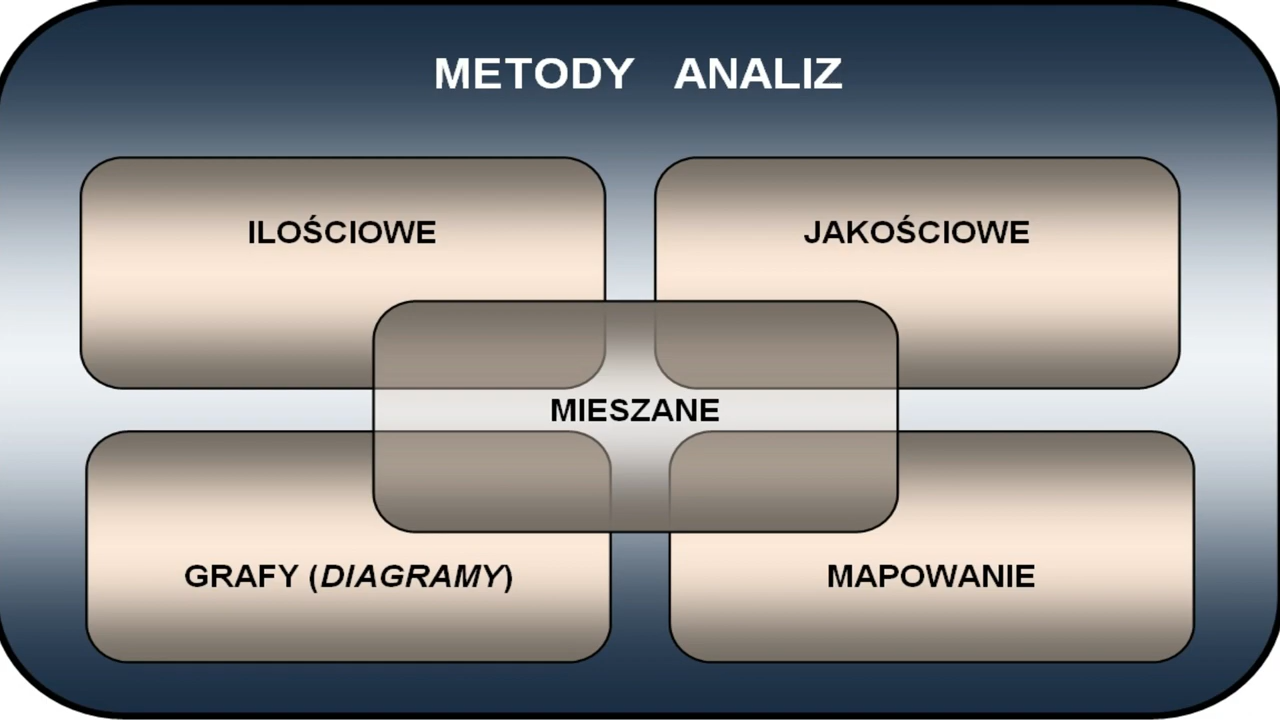 METODY ANALIZ
ILOŚCIOWE
JAKOŚCIOWE
MIESZANE
GRAFY (DIAGRAMY)
MAPOWANIE